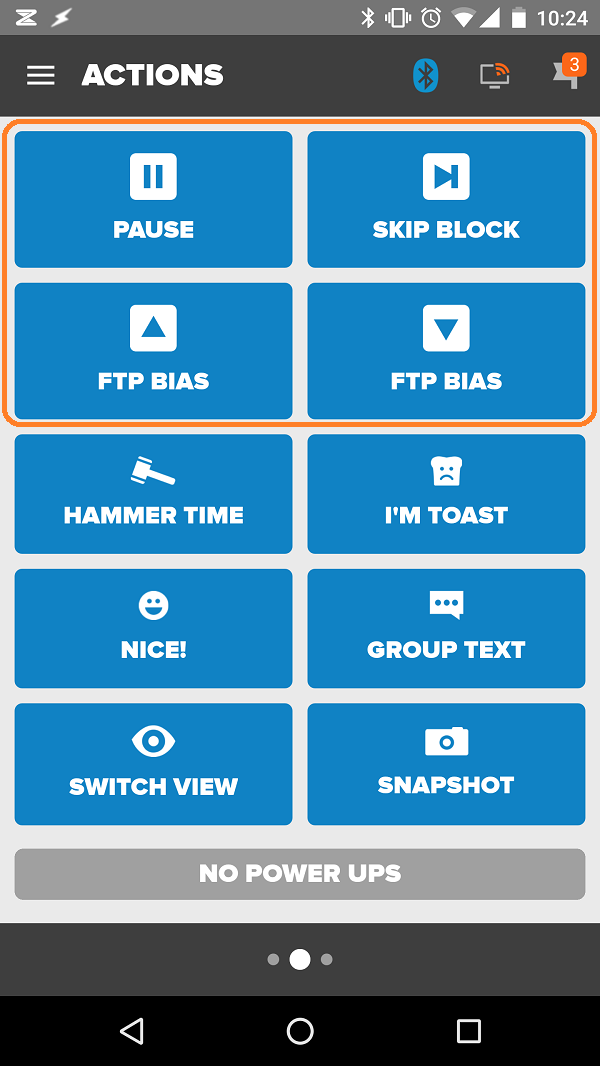 10:24
ACTIONS
3
PAUSE
SKIP BLOCK
FTP BIAS
FTP BIAS
HAMMER TIME
I'M TOAST
NICE!
GROUP TEXT
SWITCH VIEW
SNAPSHOT
NO POWER UPS